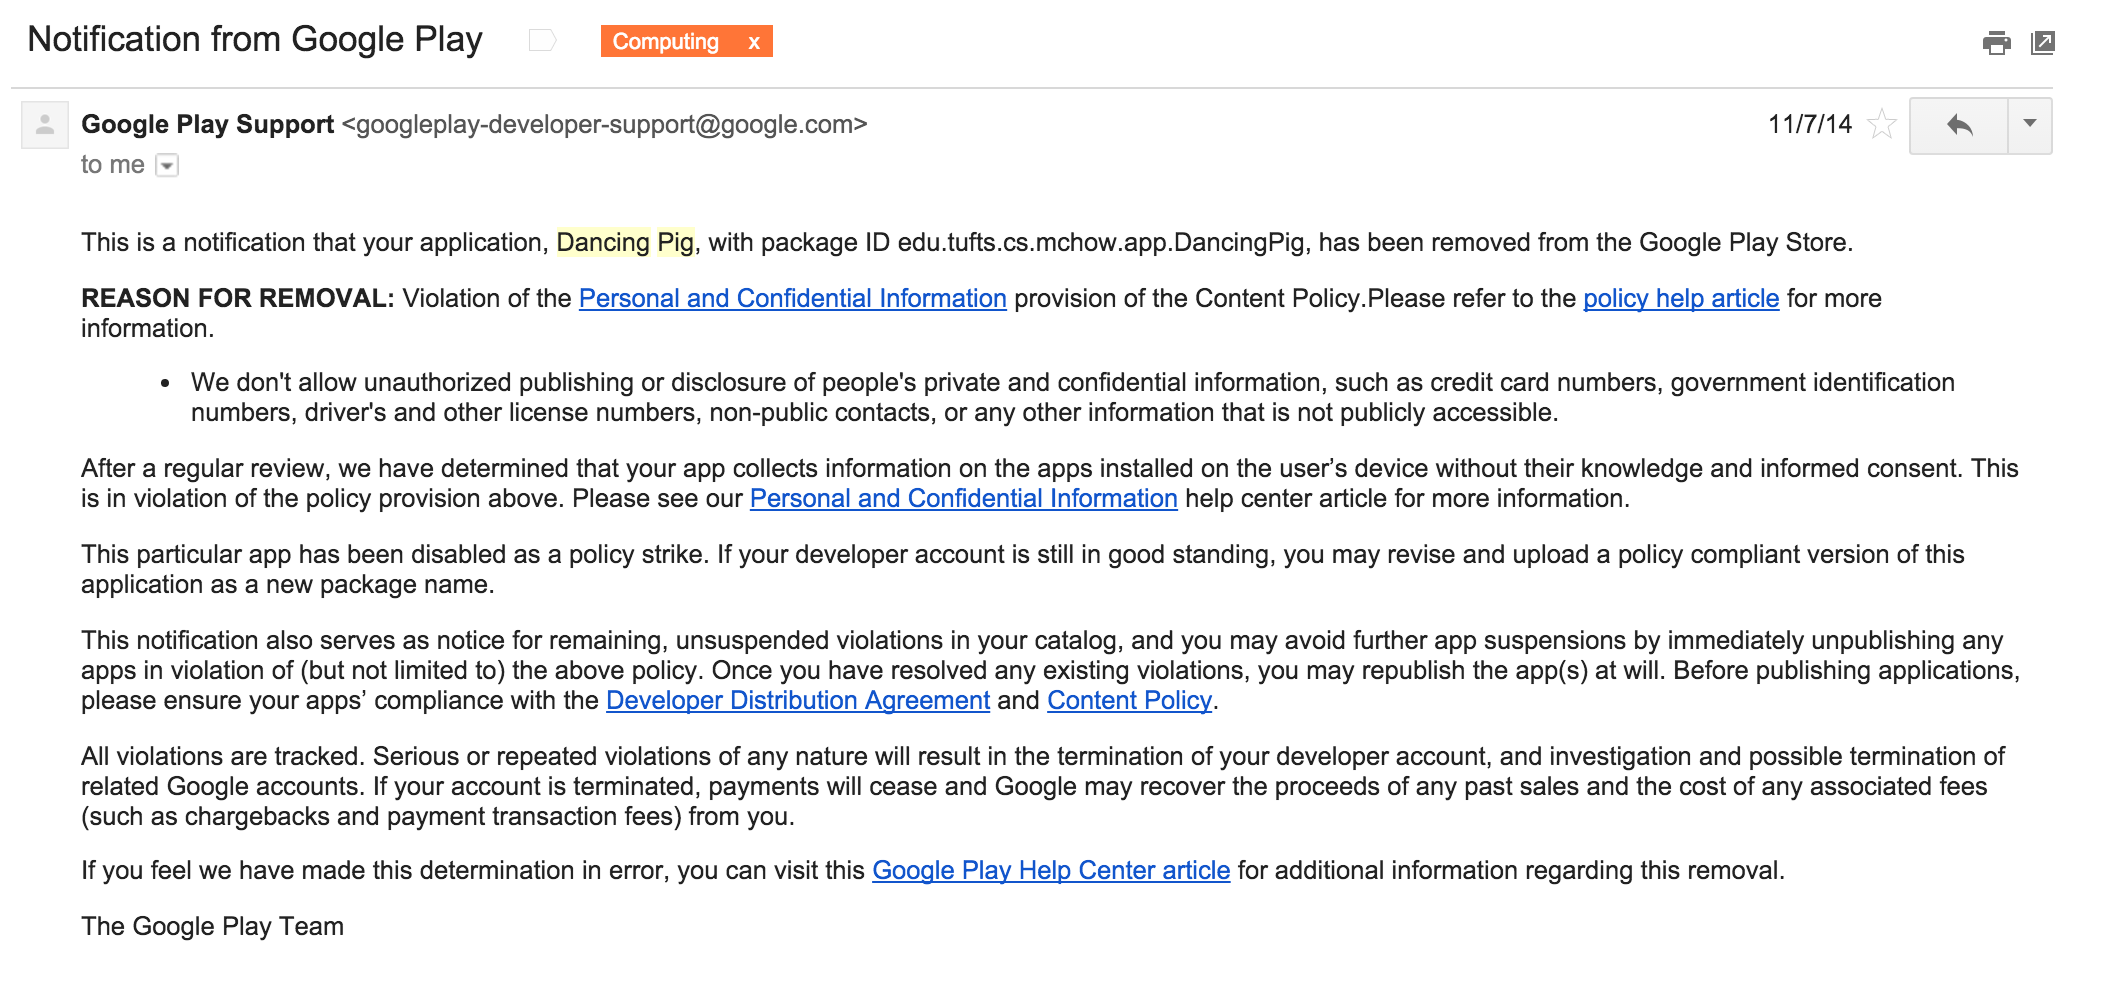 Notification from Google Play
Computing x
Google Play Support <googleplay-developer-support@google.com>
11/7/14
to me
This is a notification that your application, Dancing Pig, with package ID edu.tufts.cs.mchow.app.DancingPig, has been removed from the Google Play Store.
REASON FOR REMOVAL: Violation of the Personal and Confidential Information provision of the Content Policy.Please refer to the policy help article for more
information.
• We don't allow unauthorized publishing or disclosure of people's private and confidential information, such as credit card numbers, government identification
numbers, driver's and other license numbers, non-public contacts, or any other information that is not publicly accessible.
After a regular review, we have determined that your app collects information on the apps installed on the user’s device without their knowledge and informed consent. This
is in violation of the policy provision above. Please see our Personal and Confidential Information help center article for more information.
This particular app has been disabled as a policy strike. If your developer account is still in good standing, you may revise and upload a policy compliant version of this
application as a new package name.
This notification also serves as notice for remaining, unsuspended violations in your catalog, and you may avoid further app suspensions by immediately unpublishing any
apps in violation of (but not limited to) the above policy. Once you have resolved any existing violations, you may republish the app(s) at will. Before publishing applications,
please ensure your apps’ compliance with the Developer Distribution Agreement and Content Policy.
All violations are tracked. Serious or repeated violations of any nature will result in the termination of your developer account, and investigation and possible termination of
related Google accounts. If your account is terminated, payments will cease and Google may recover the proceeds of any past sales and the cost of any associated fees
(such as chargebacks and payment transaction fees) from you.
If you feel we have made this determination in error, you can visit this Google Play Help Center article for additional information regarding this removal.
The Google Play Team